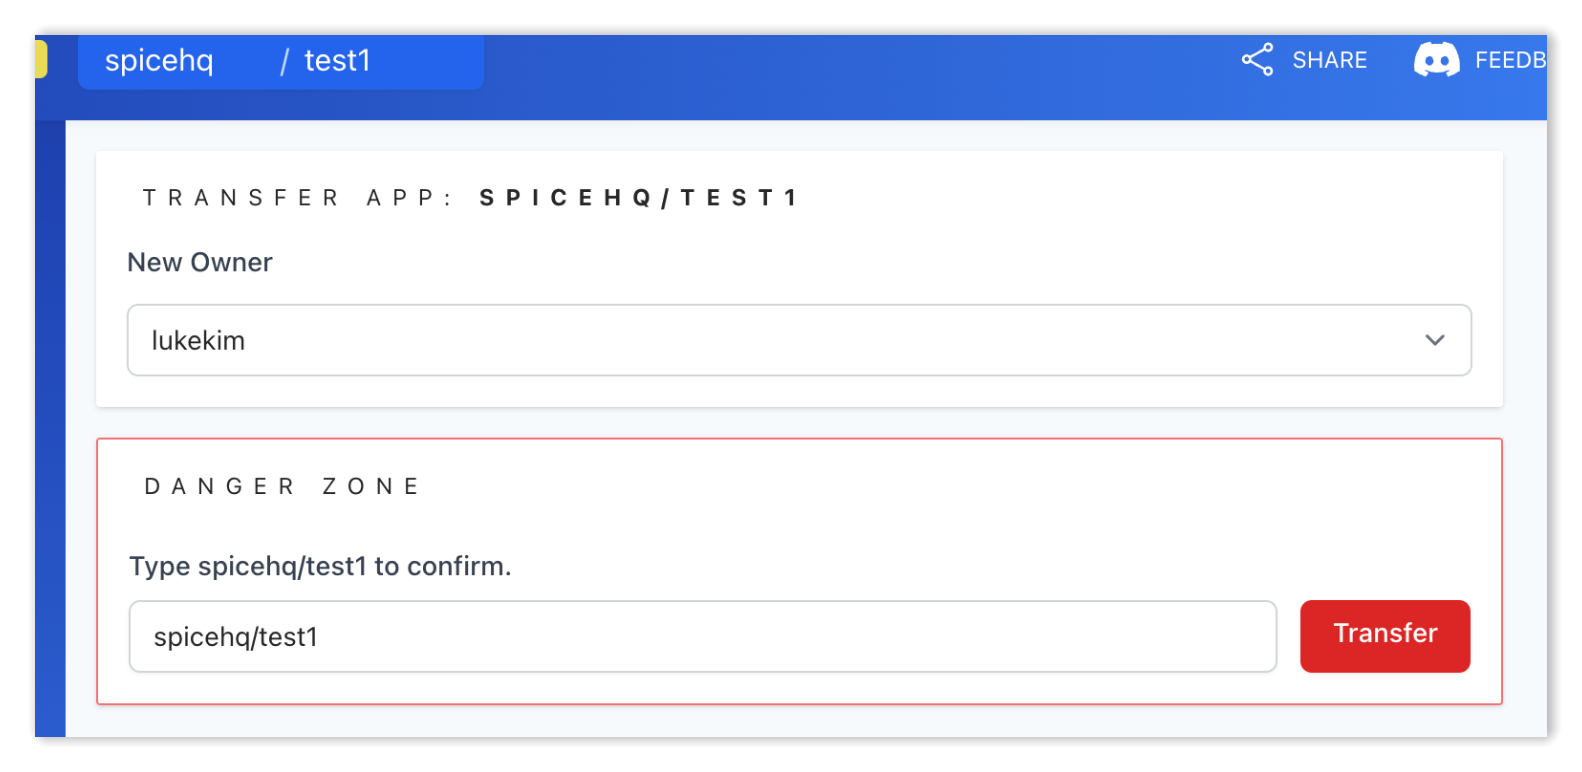 spicehq / test1 SHARE FEEDB
TRANSFER APP: SPICEHQ/TEST1
New Owner
lukekim
DANGER ZONE
Type spicehq/test1 to confirm.
spicehq/test1 Transfer